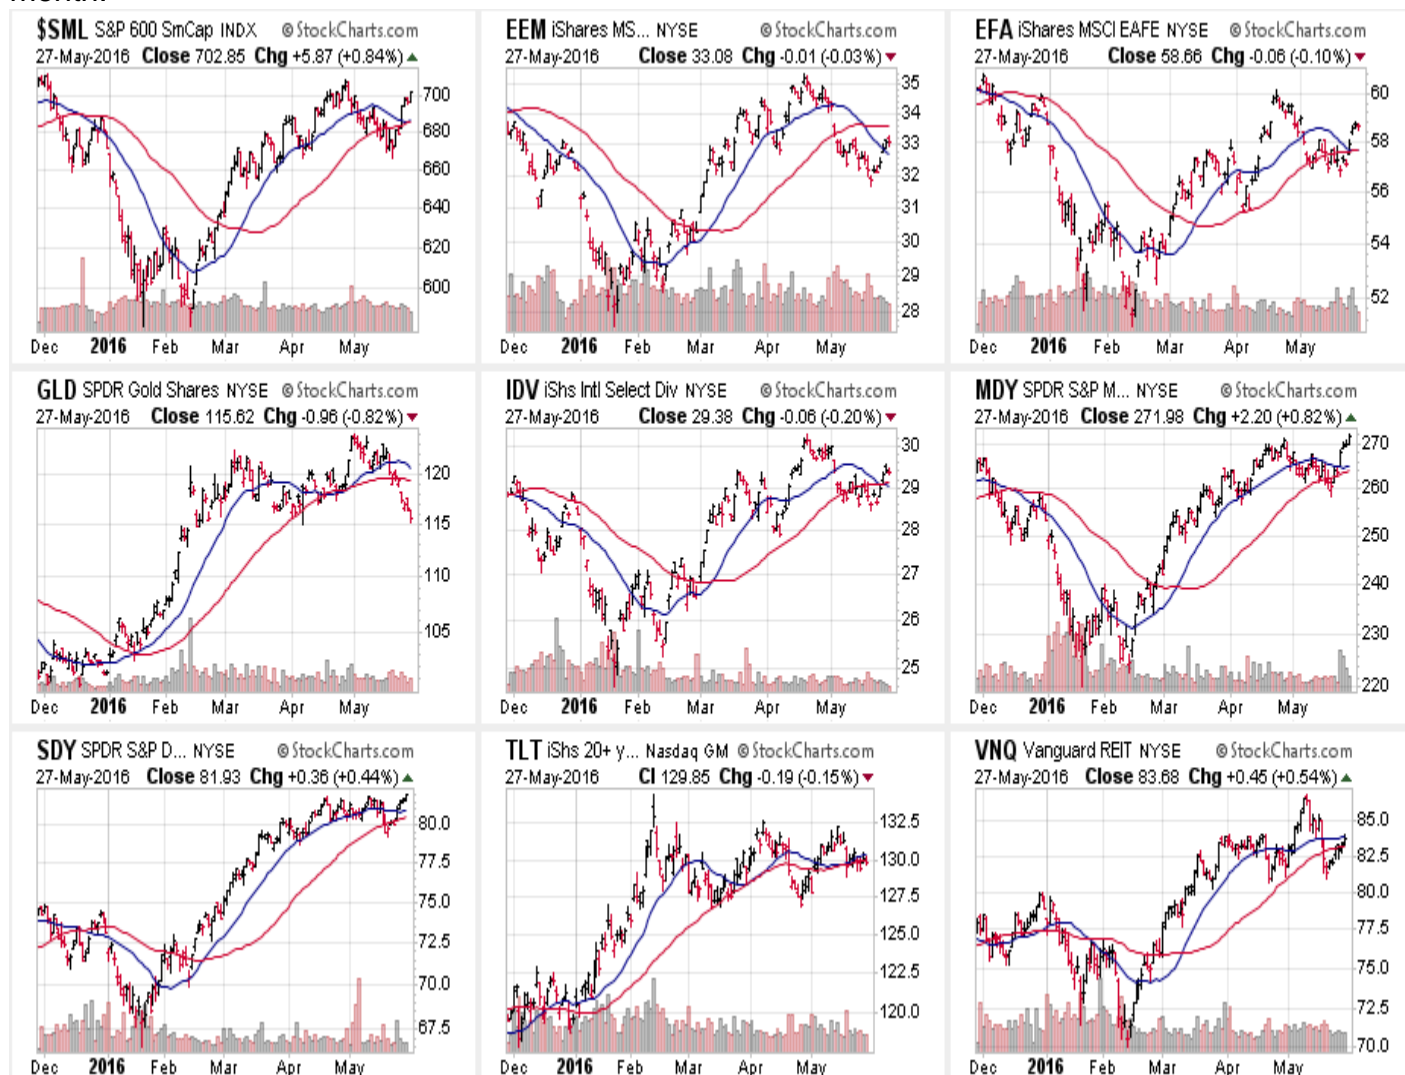 month.
$SML S&P 600 SmCap INDX © StockCharts.com
27-May-2016 Close 702.85 Chg +5.87 (+0.84%)
700
680
660
640
620
600
Dec 2016 Feb Mar Apr May
EEM iShares MS... NYSE © StockCharts.com
27-May-2016 Close 33.08 Chg -0.01 (-0.03%)
35
34
33
32
31
30
29
28
Dec 2016 Feb Mar Apr May
EFA iShares MSCI EAFE NYSE © StockCharts.com
27-May-2016 Close 58.66 Chg -0.06 (-0.10%)
60
58
56
54
52
Dec 2016 Feb Mar Apr May
GLD SPDR Gold Shares NYSE © StockCharts.com
27-May-2016 Close 115.62 Chg -0.96 (-0.82%)
120
115
110
105
Dec 2016 Feb Mar Apr May
IDV iShs Intl Select Div NYSE © StockCharts.com
27-May-2016 Close 29.38 Chg -0.06 (-0.20%)
30
29
28
27
26
25
Dec 2016 Feb Mar Apr May
MDY SPDR S&P M... NYSE © StockCharts.com
27-May-2016 Close 271.98 Chg +2.20 (+0.82%)
270
260
250
240
230
220
Dec 2016 Feb Mar Apr May
SDY SPDR S&P D... NYSE © StockCharts.com
27-May-2016 Close 81.93 Chg +0.36 (+0.44%)
80.0
77.5
75.0
72.5
70.0
67.5
Dec 2016 Feb Mar Apr May
TLT iShs 20+ y... Nasdaq GM © StockCharts.com
27-May-2016 Cl 129.85 Chg -0.19 (-0.15%)
132.5
130.0
127.5
125.0
122.5
120.0
Dec 2016 Feb Mar Apr May
VNQ Vanguard REIT NYSE © StockCharts.com
27-May-2016 Close 83.68 Chg +0.45 (+0.54%)
85.0
82.5
80.0
77.5
75.0
72.5
70.0
Dec 2016 Feb Mar Apr May